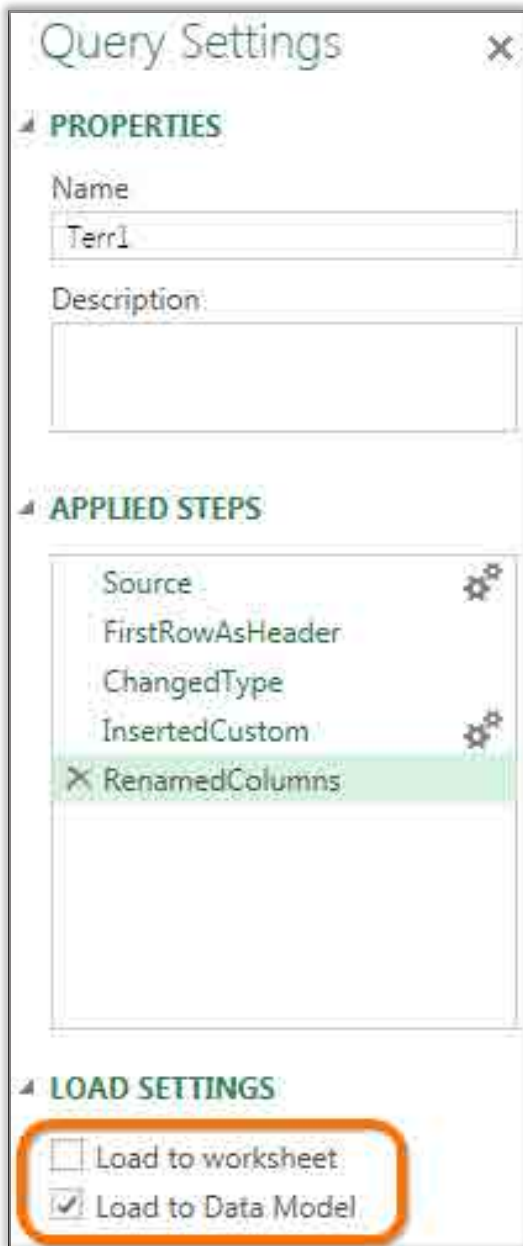 Query Settings
PROPERTIES
Name
Terr1
Description
APPLIED STEPS
Source
FirstRowAsHeader
ChangedType
InsertedCustom
RenamedColumns
LOAD SETTINGS
Load to worksheet
Load to Data Model